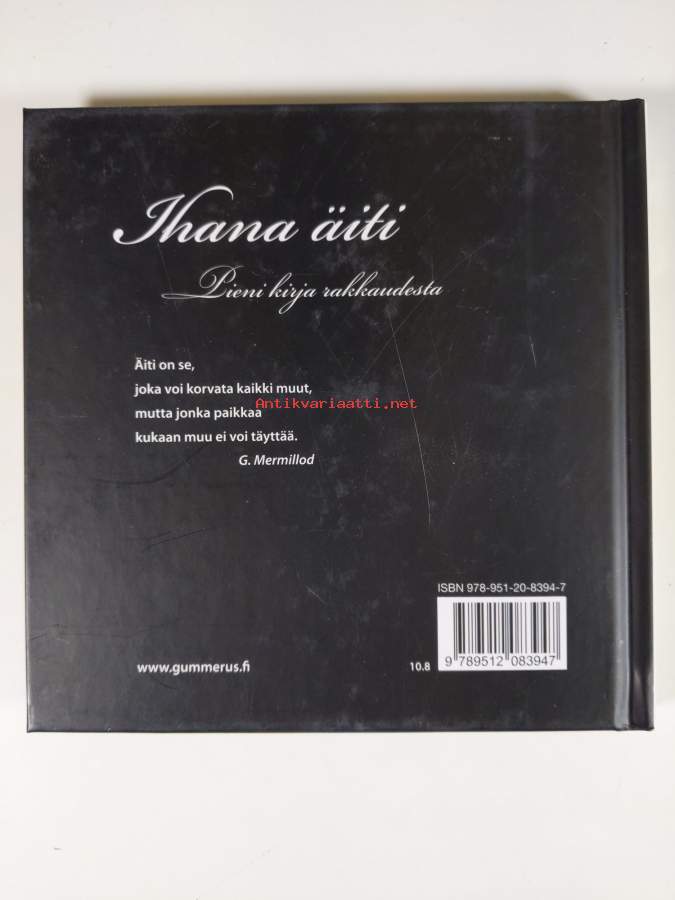 Ihana äiti
Pieni kirja rakkaudesta
Äiti on se,
joka voi korvata kaikki muut,
Antikvariaatti.net
mutta jonka paikkaa
kukaan muu ei voi täyttää.
G. Mermillod
ISBN 978-951-20-8394-7
www.gummerus.fi
10.8
9 789512 083947